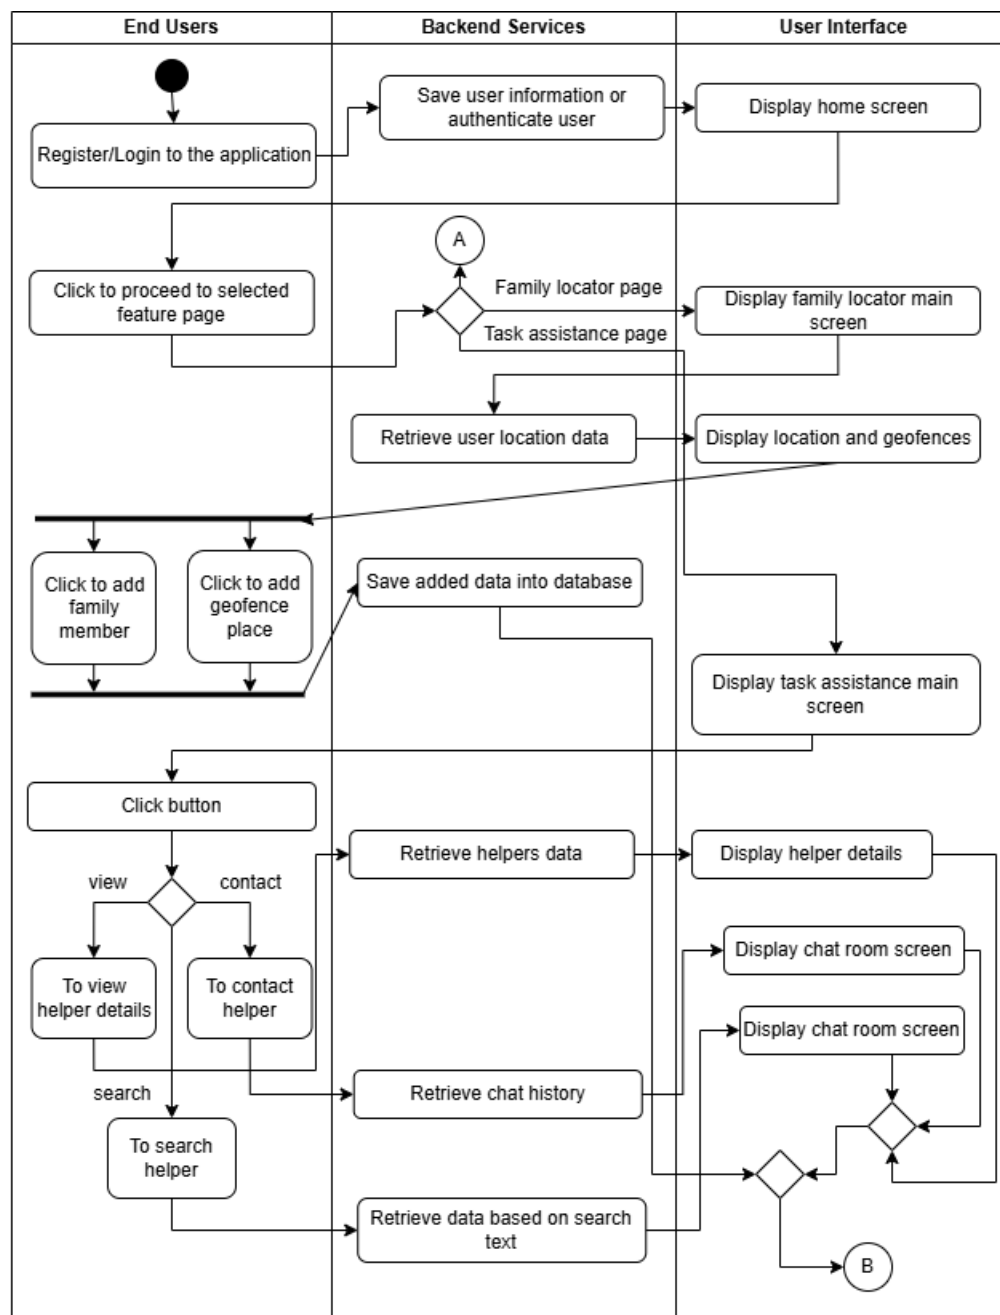 End Users
Backend Services
User Interface
Save user information or
authenticate user
Display home screen
Register/Login to the application
A
Click to proceed to selected
feature page
Family locator page
Task assistance page
Display family locator main
screen
Retrieve user location data
Display location and geofences
Click to add
family
member
Click to add
geofence
place
Save added data into database
Display task assistance main
screen
Click button
Retrieve helpers data
Display helper details
view
contact
To view
helper details
To contact
helper
Display chat room screen
Display chat room screen
search
Retrieve chat history
To search
helper
Retrieve data based on search
text
B